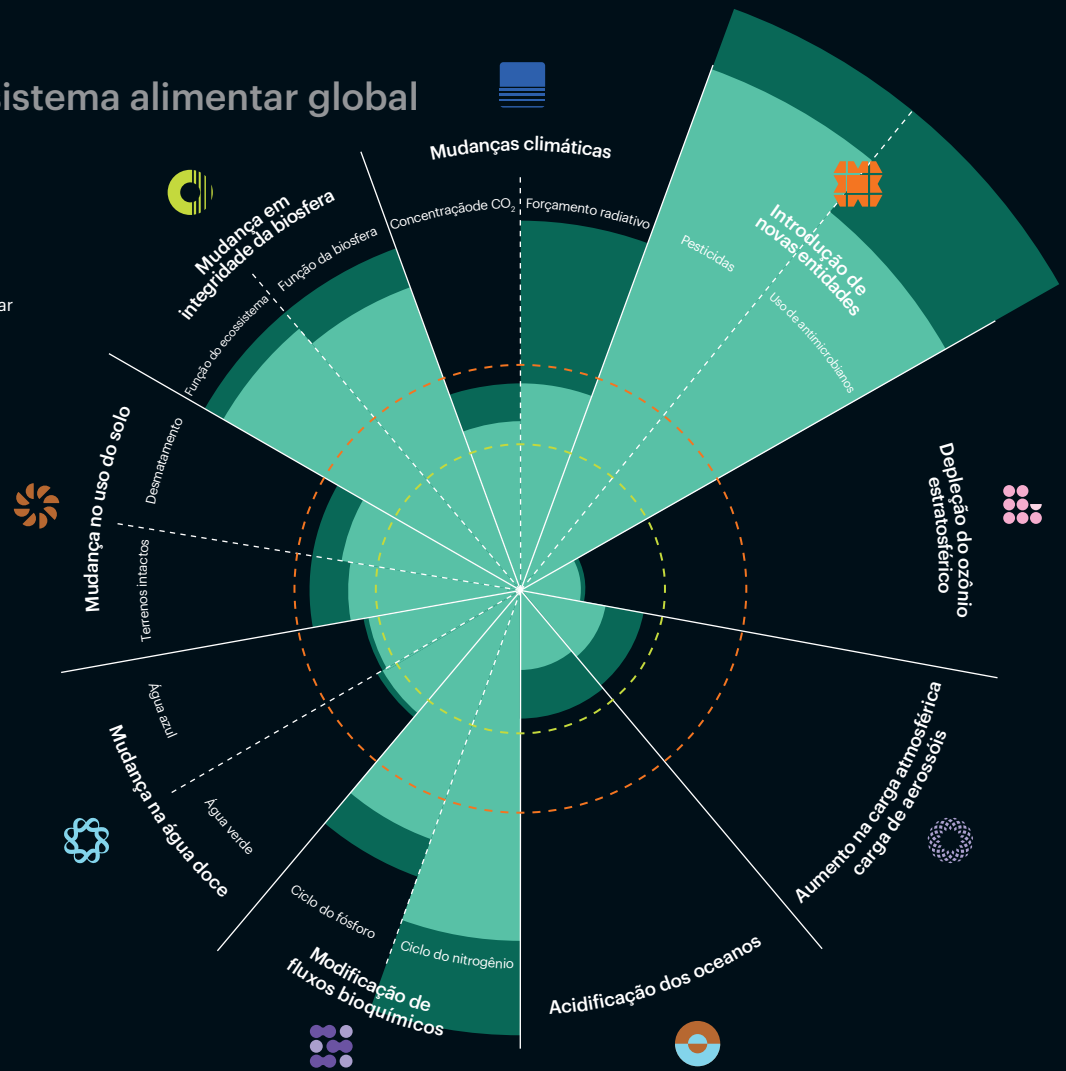 sistema alimentar global
Mudanças climáticas
Concentraçãode CO₂
Forçamento radiativo
Mudança em
integridade da biosfera
Função da biosfera
Função do ecossistema
Pesticidas
Introdução de
novas entidades
Uso de antimicrobianos
ar
Mudança no uso do solo
Desmatamento
Terrenos intactos
Depleção do ozônio
estratosférico
Água azul
Mudança na água doce
Água verde
Aumento na carga atmosférica
carga de aerossóis
Ciclo do fósforo
Ciclo do nitrogênio
Modificação de
fluxos bioquímicos
Acidificação dos oceanos